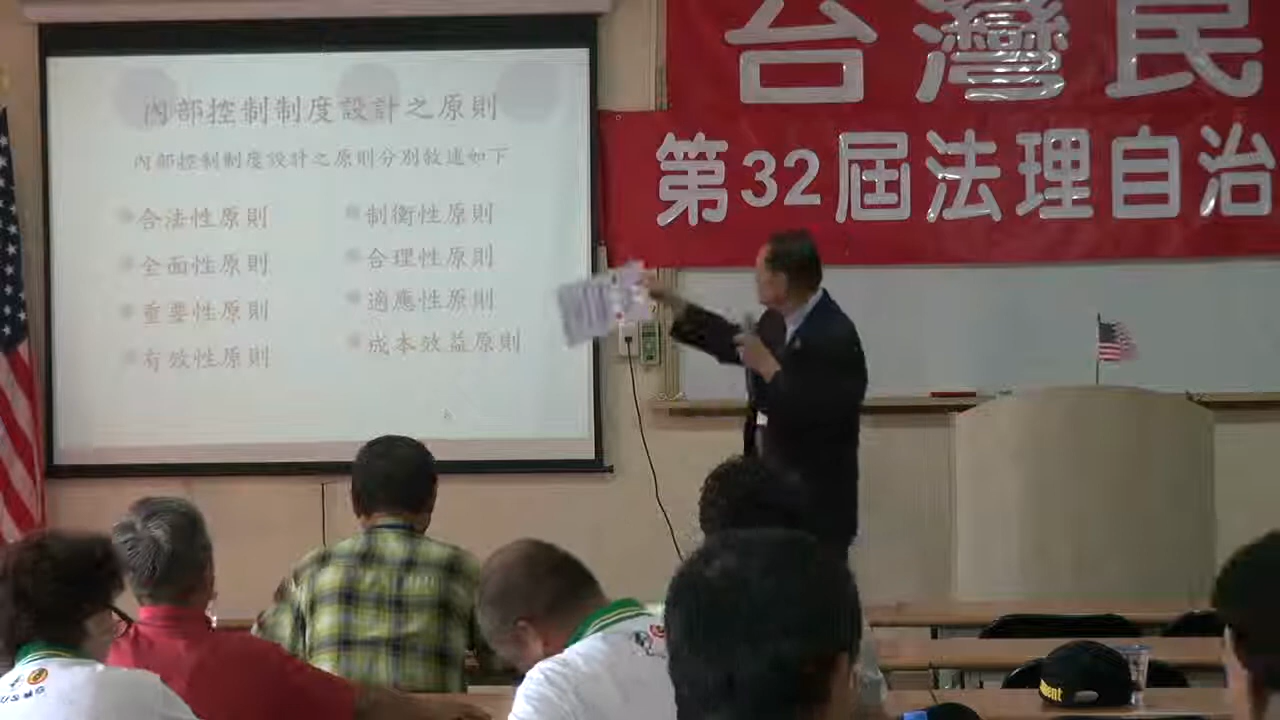 內部控制制度設計之原則
內部控制制度設計之原則分別敘述如下
合法性原則
全面性原則
重要性原則
有效性原則
制衡性原則
合理性原則
適應性原則
成本效益原則
台灣民
第32屆法理自治